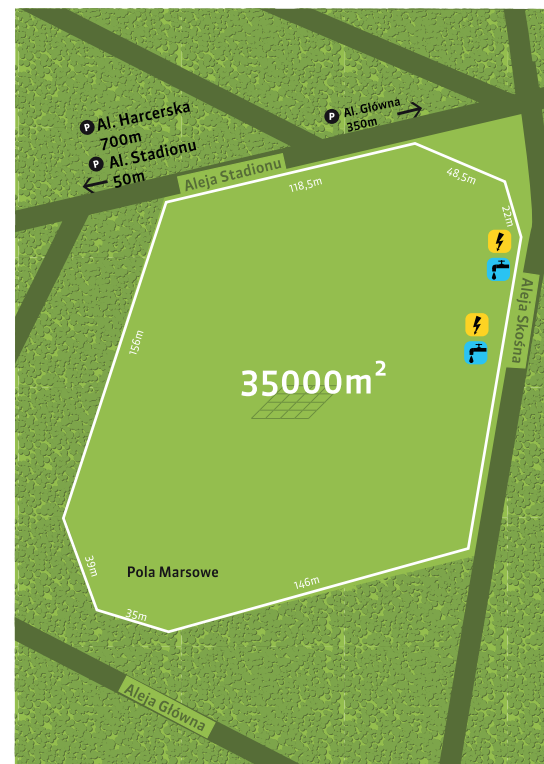 P Al. Harcerska
700m
P Al. Stadionu
50m
P Al. Główna
350m
Aleja Stadionu
118,5m
48,5m
22m
Aleja Skośna
156m
35000m²
39m
Pola Marsowe
35m
146m
Aleja Główna